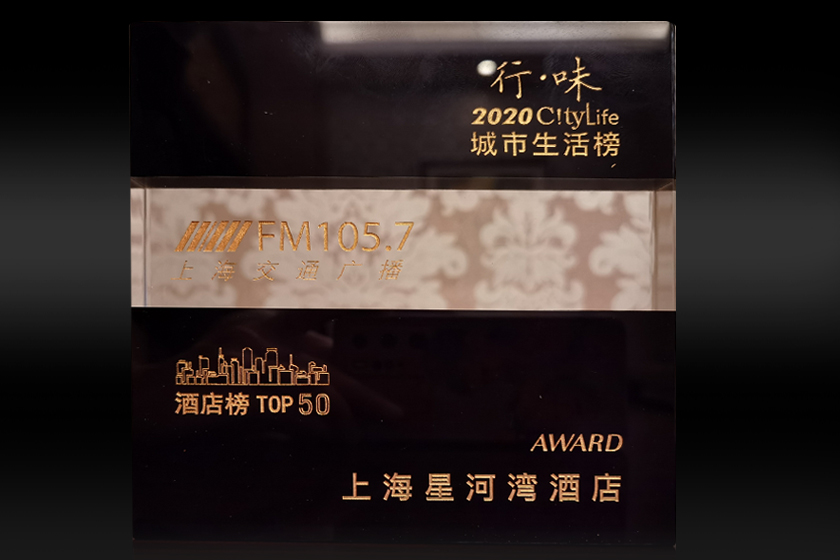 行·味
2020 C!tyLife
城市生活榜
FM105.7
上海交通广播
酒店榜 TOP 50
AWARD
上海星河湾酒店